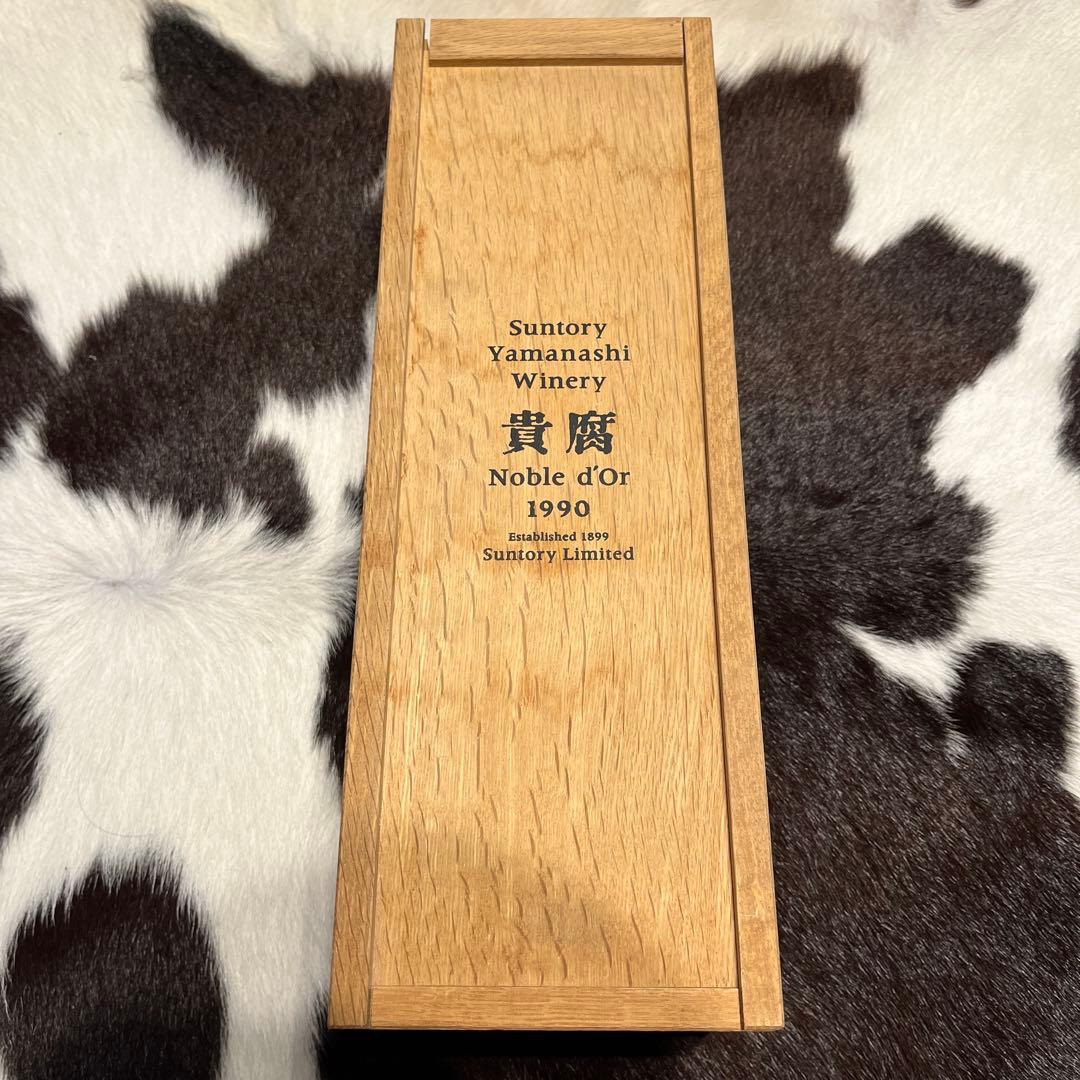 Suntory
Yamanashi
Winery
貴腐
Noble d'Or
1990
Established 1899
Suntory Limited